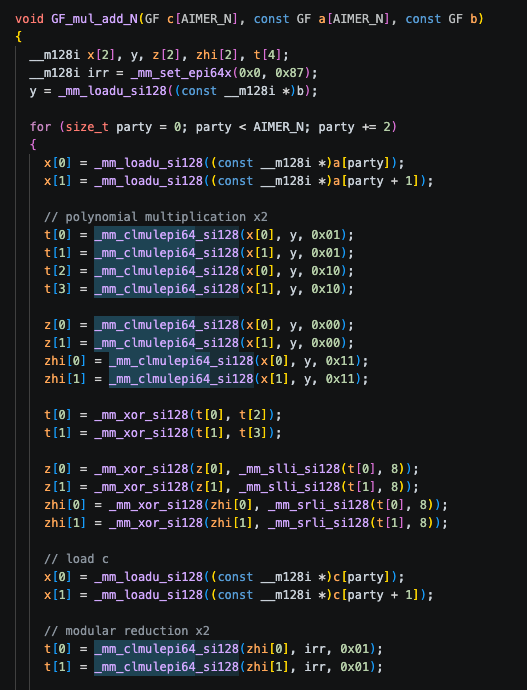 void GF_mul_add_N(GF c[AIMER_N], const GF a[AIMER_N], const GF b)
{
  __m128i x[2], y, z[2], zhi[2], t[4];
  __m128i irr = _mm_set_epi64x(0x0, 0x87);
  y = _mm_loadu_si128((const __m128i *)b);

  for (size_t party = 0; party < AIMER_N; party += 2)
  {
    x[0] = _mm_loadu_si128((const __m128i *)a[party]);
    x[1] = _mm_loadu_si128((const __m128i *)a[party + 1]);

    // polynomial multiplication x2
    t[0] = _mm_clmulepi64_si128(x[0], y, 0x01);
    t[1] = _mm_clmulepi64_si128(x[1], y, 0x01);
    t[2] = _mm_clmulepi64_si128(x[0], y, 0x10);
    t[3] = _mm_clmulepi64_si128(x[1], y, 0x10);

    z[0] = _mm_clmulepi64_si128(x[0], y, 0x00);
    z[1] = _mm_clmulepi64_si128(x[1], y, 0x00);
    zhi[0] = _mm_clmulepi64_si128(x[0], y, 0x11);
    zhi[1] = _mm_clmulepi64_si128(x[1], y, 0x11);

    t[0] = _mm_xor_si128(t[0], t[2]);
    t[1] = _mm_xor_si128(t[1], t[3]);

    z[0] = _mm_xor_si128(z[0], _mm_slli_si128(t[0], 8));
    z[1] = _mm_xor_si128(z[1], _mm_slli_si128(t[1], 8));
    zhi[0] = _mm_xor_si128(zhi[0], _mm_srli_si128(t[0], 8));
    zhi[1] = _mm_xor_si128(zhi[1], _mm_srli_si128(t[1], 8));

    // load c
    x[0] = _mm_loadu_si128((const __m128i *)c[party]);
    x[1] = _mm_loadu_si128((const __m128i *)c[party + 1]);

    // modular reduction x2
    t[0] = _mm_clmulepi64_si128(zhi[0], irr, 0x01);
    t[1] = _mm_clmulepi64_si128(zhi[1], irr, 0x01);